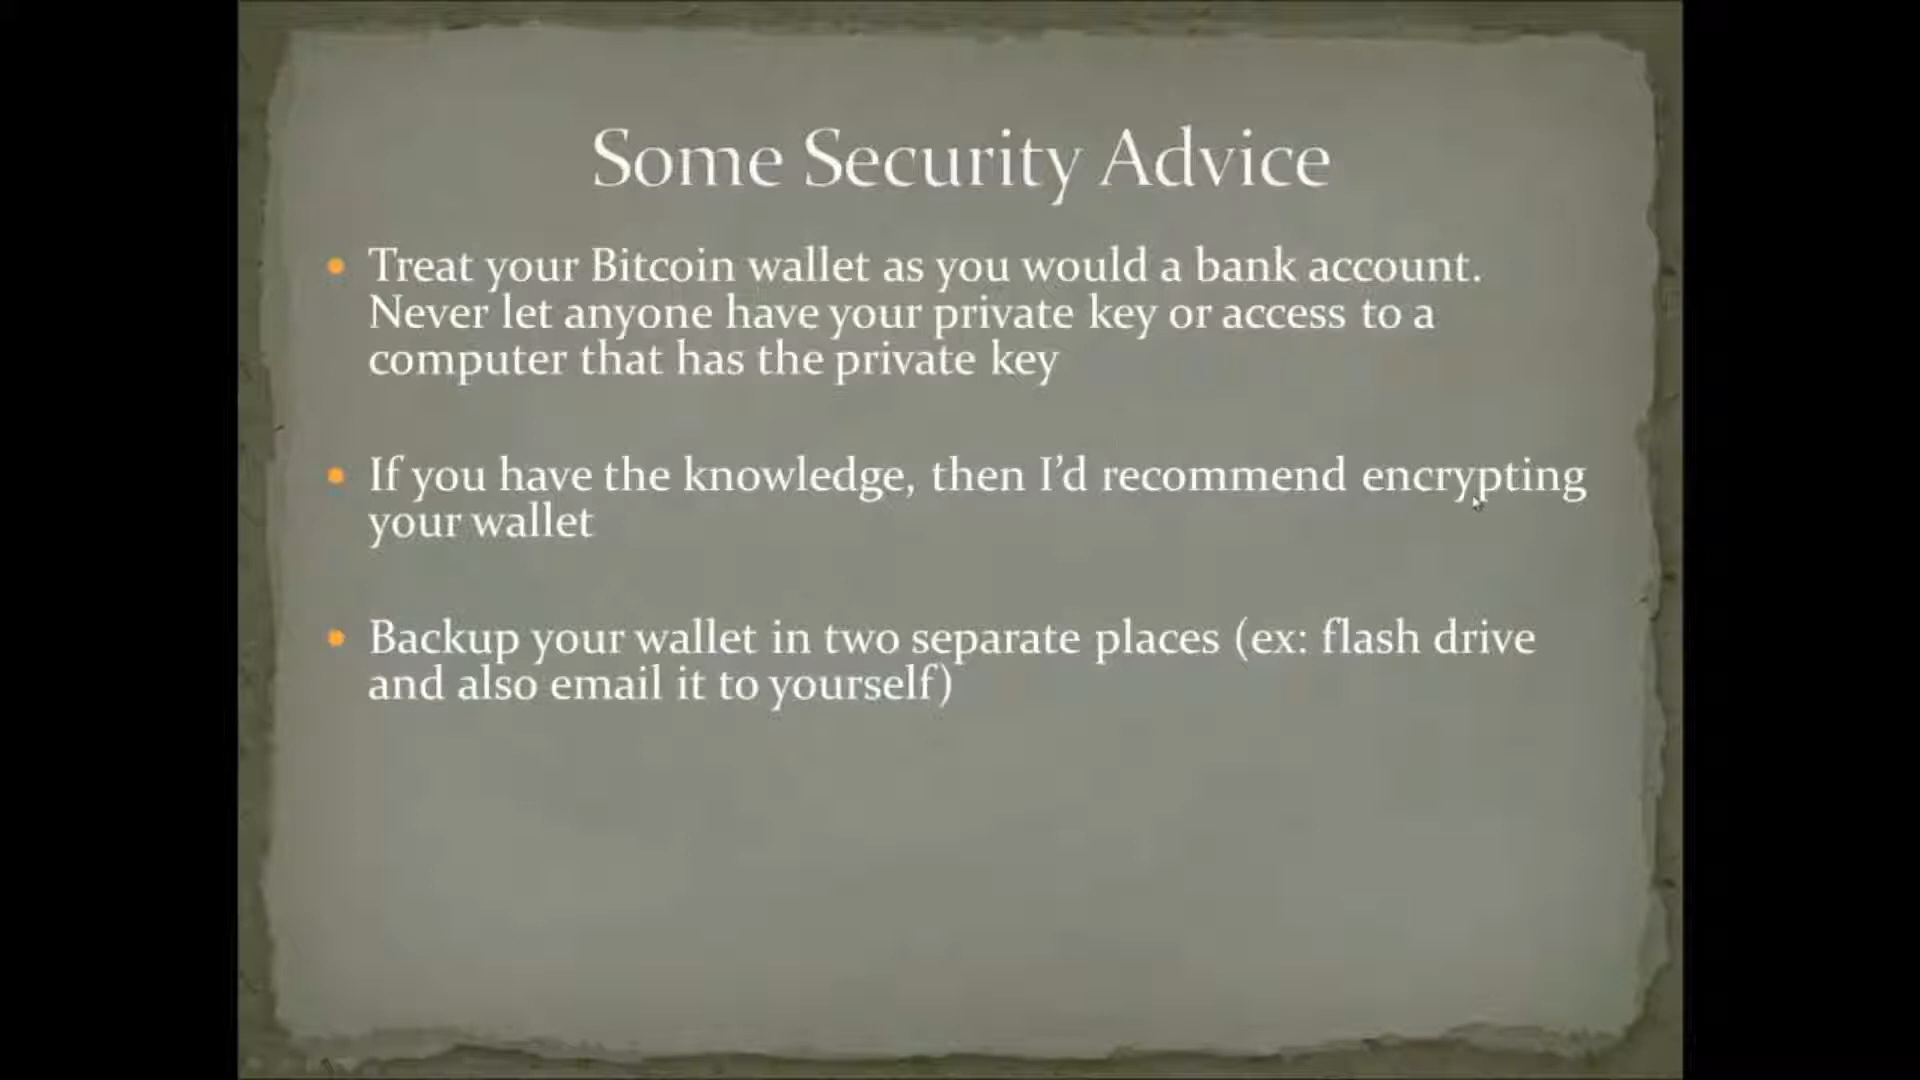 Some Security Advice
Treat your Bitcoin wallet as you would a bank account.
Never let anyone have your private key or access to a
computer that has the private key
If you have the knowledge, then I'd recommend encrypting
your wallet
Backup your wallet in two separate places (ex: flash drive
and also email it to yourself)